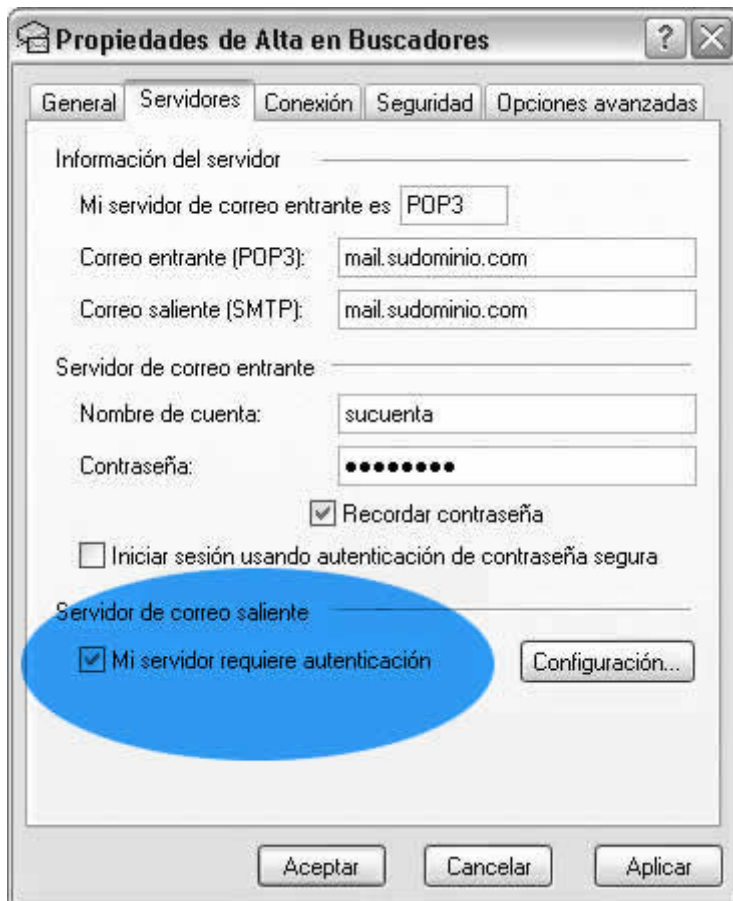 Propiedades de Alta en Buscadores
General Servidores Conexión Seguridad Opciones avanzadas
Información del servidor
Mi servidor de correo entrante es POP3
Correo entrante (POP3): mail.sudominio.com
Correo saliente (SMTP): mail.sudominio.com
Servidor de correo entrante
Nombre de cuenta: sucuenta
Contraseña: ●●●●●●●●
Recordar contraseña
Iniciar sesión usando autenticación de contraseña segura
Servidor de correo saliente
Mi servidor requiere autenticación Configuración...
Aceptar Cancelar Aplicar